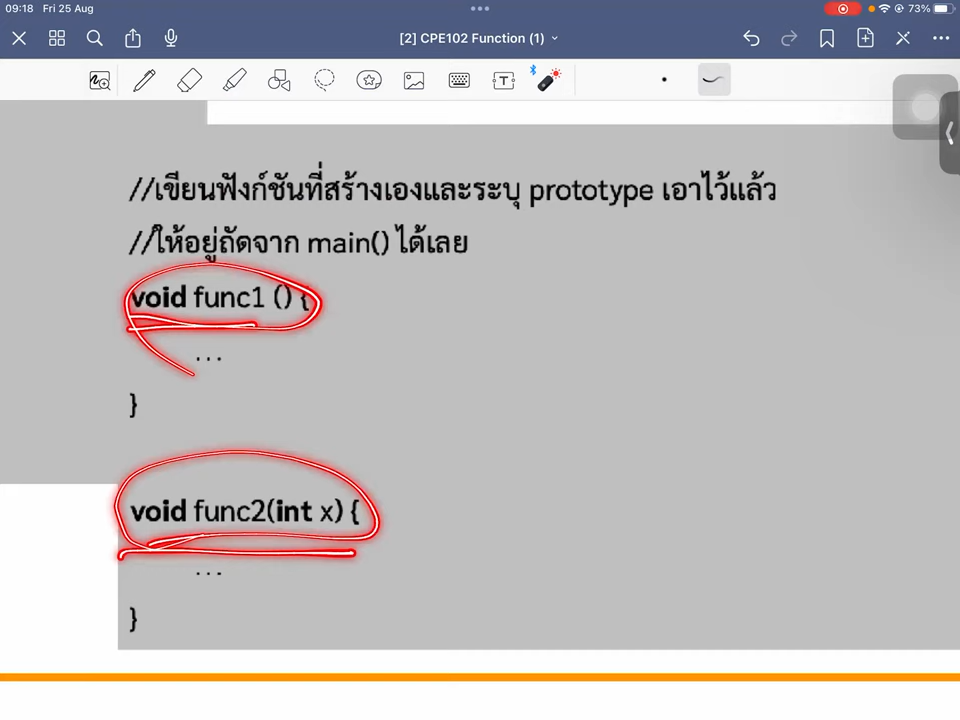 09:18 Fri 25 Aug
73%
[2] CPE102 Function (1)
//เขียนฟังก์ชันที่สร้างเองและระบุ prototype เอาไว้แล้ว
//ให้อยู่ถัดจาก main() ได้เลย
void func1 () {
...
}
void func2(int x) {
...
}